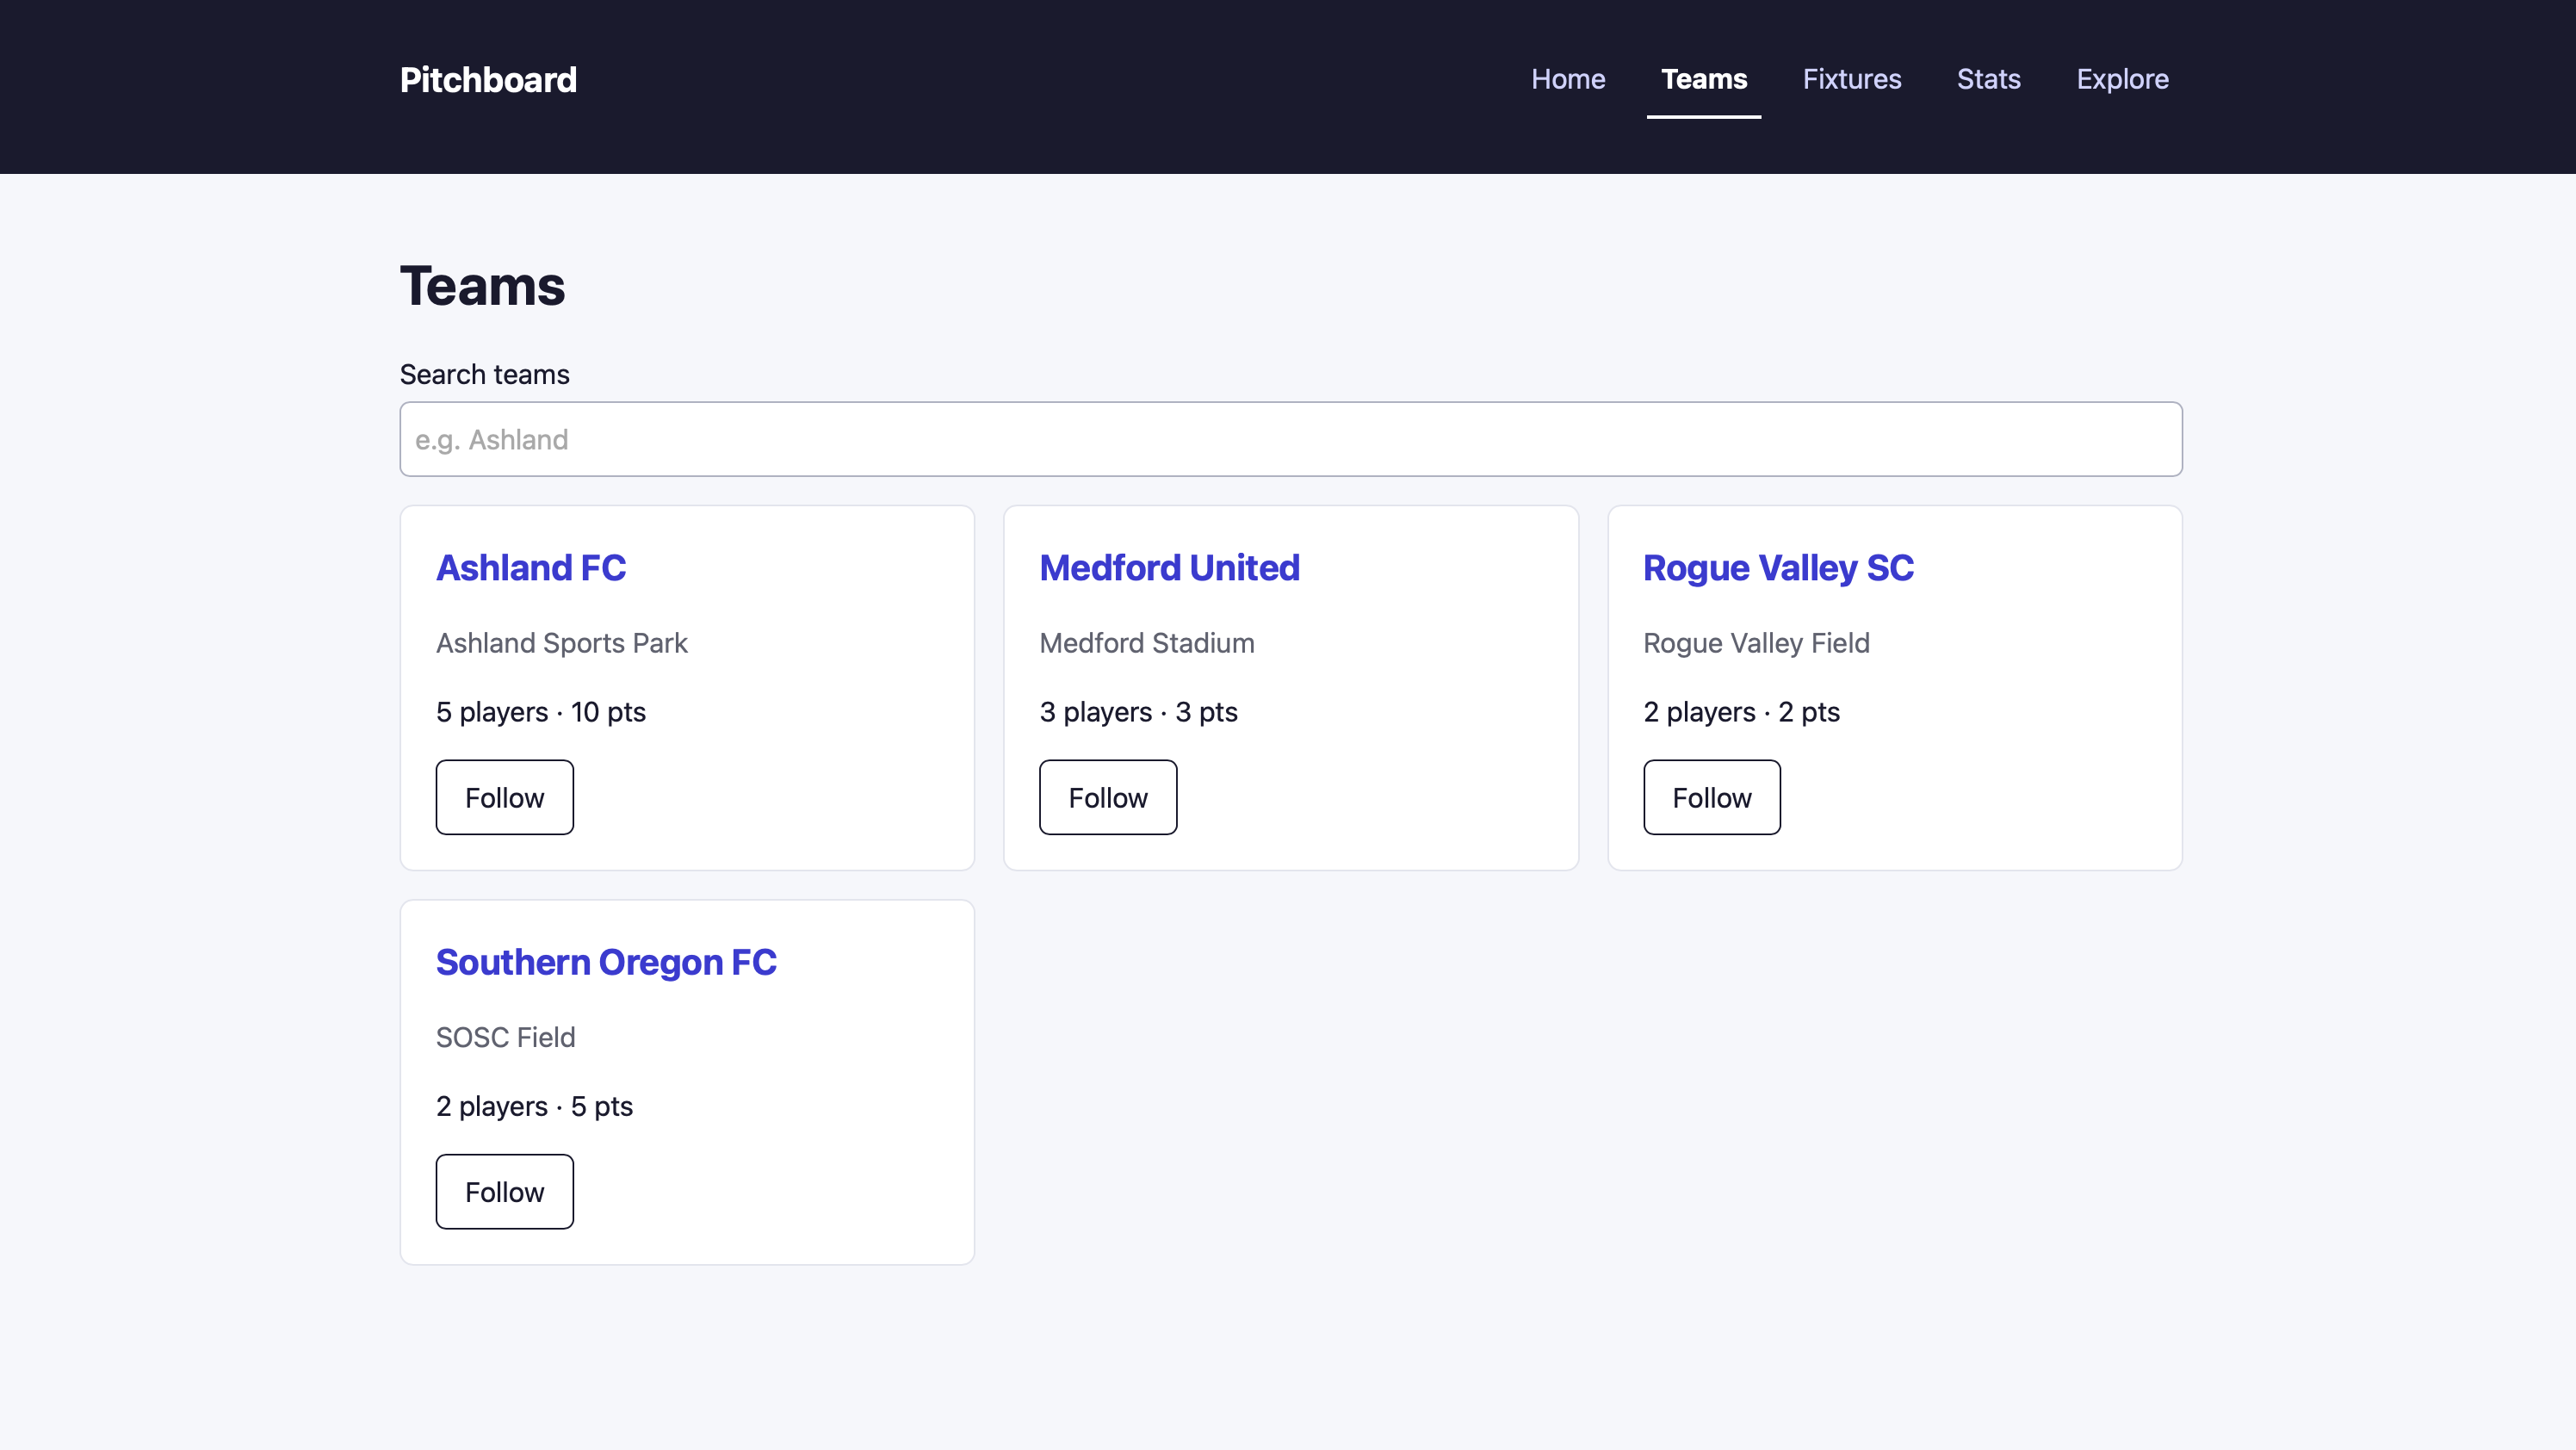 Pitchboard
Home Teams Fixtures Stats Explore
Teams
Search teams
e.g. Ashland
Ashland FC
Ashland Sports Park
5 players · 10 pts
Follow
Medford United
Medford Stadium
3 players · 3 pts
Follow
Rogue Valley SC
Rogue Valley Field
2 players · 2 pts
Follow
Southern Oregon FC
SOSC Field
2 players · 5 pts
Follow